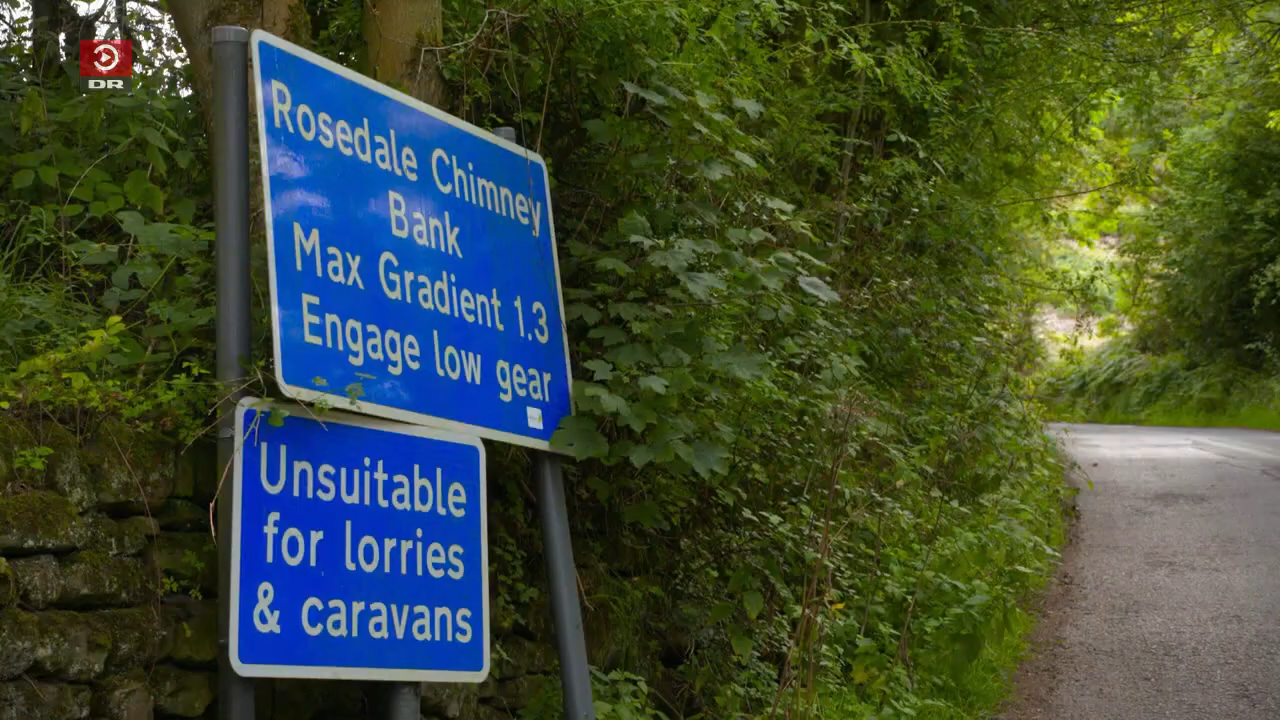 DR
Rosedale Chimney
Bank
Max Gradient 1.3
Engage low gear
Unsuitable
for lorries
& caravans